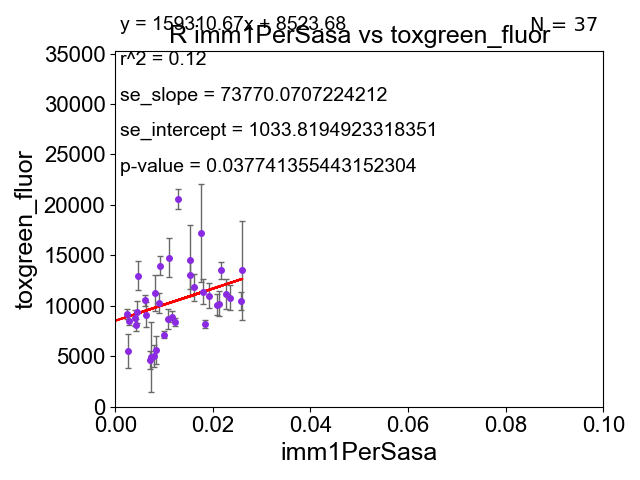 y = 159310.67x + 8523.68
N = 37
R imm1PerSasa vs toxgreen_fluor
r^2 = 0.12
se_slope = 73770.0707224212
se_intercept = 1033.8194923318351
p-value = 0.037741355443152304
35000
30000
25000
20000
15000
10000
5000
0
toxgreen_fluor
0.00 0.02 0.04 0.06 0.08 0.10
imm1PerSasa